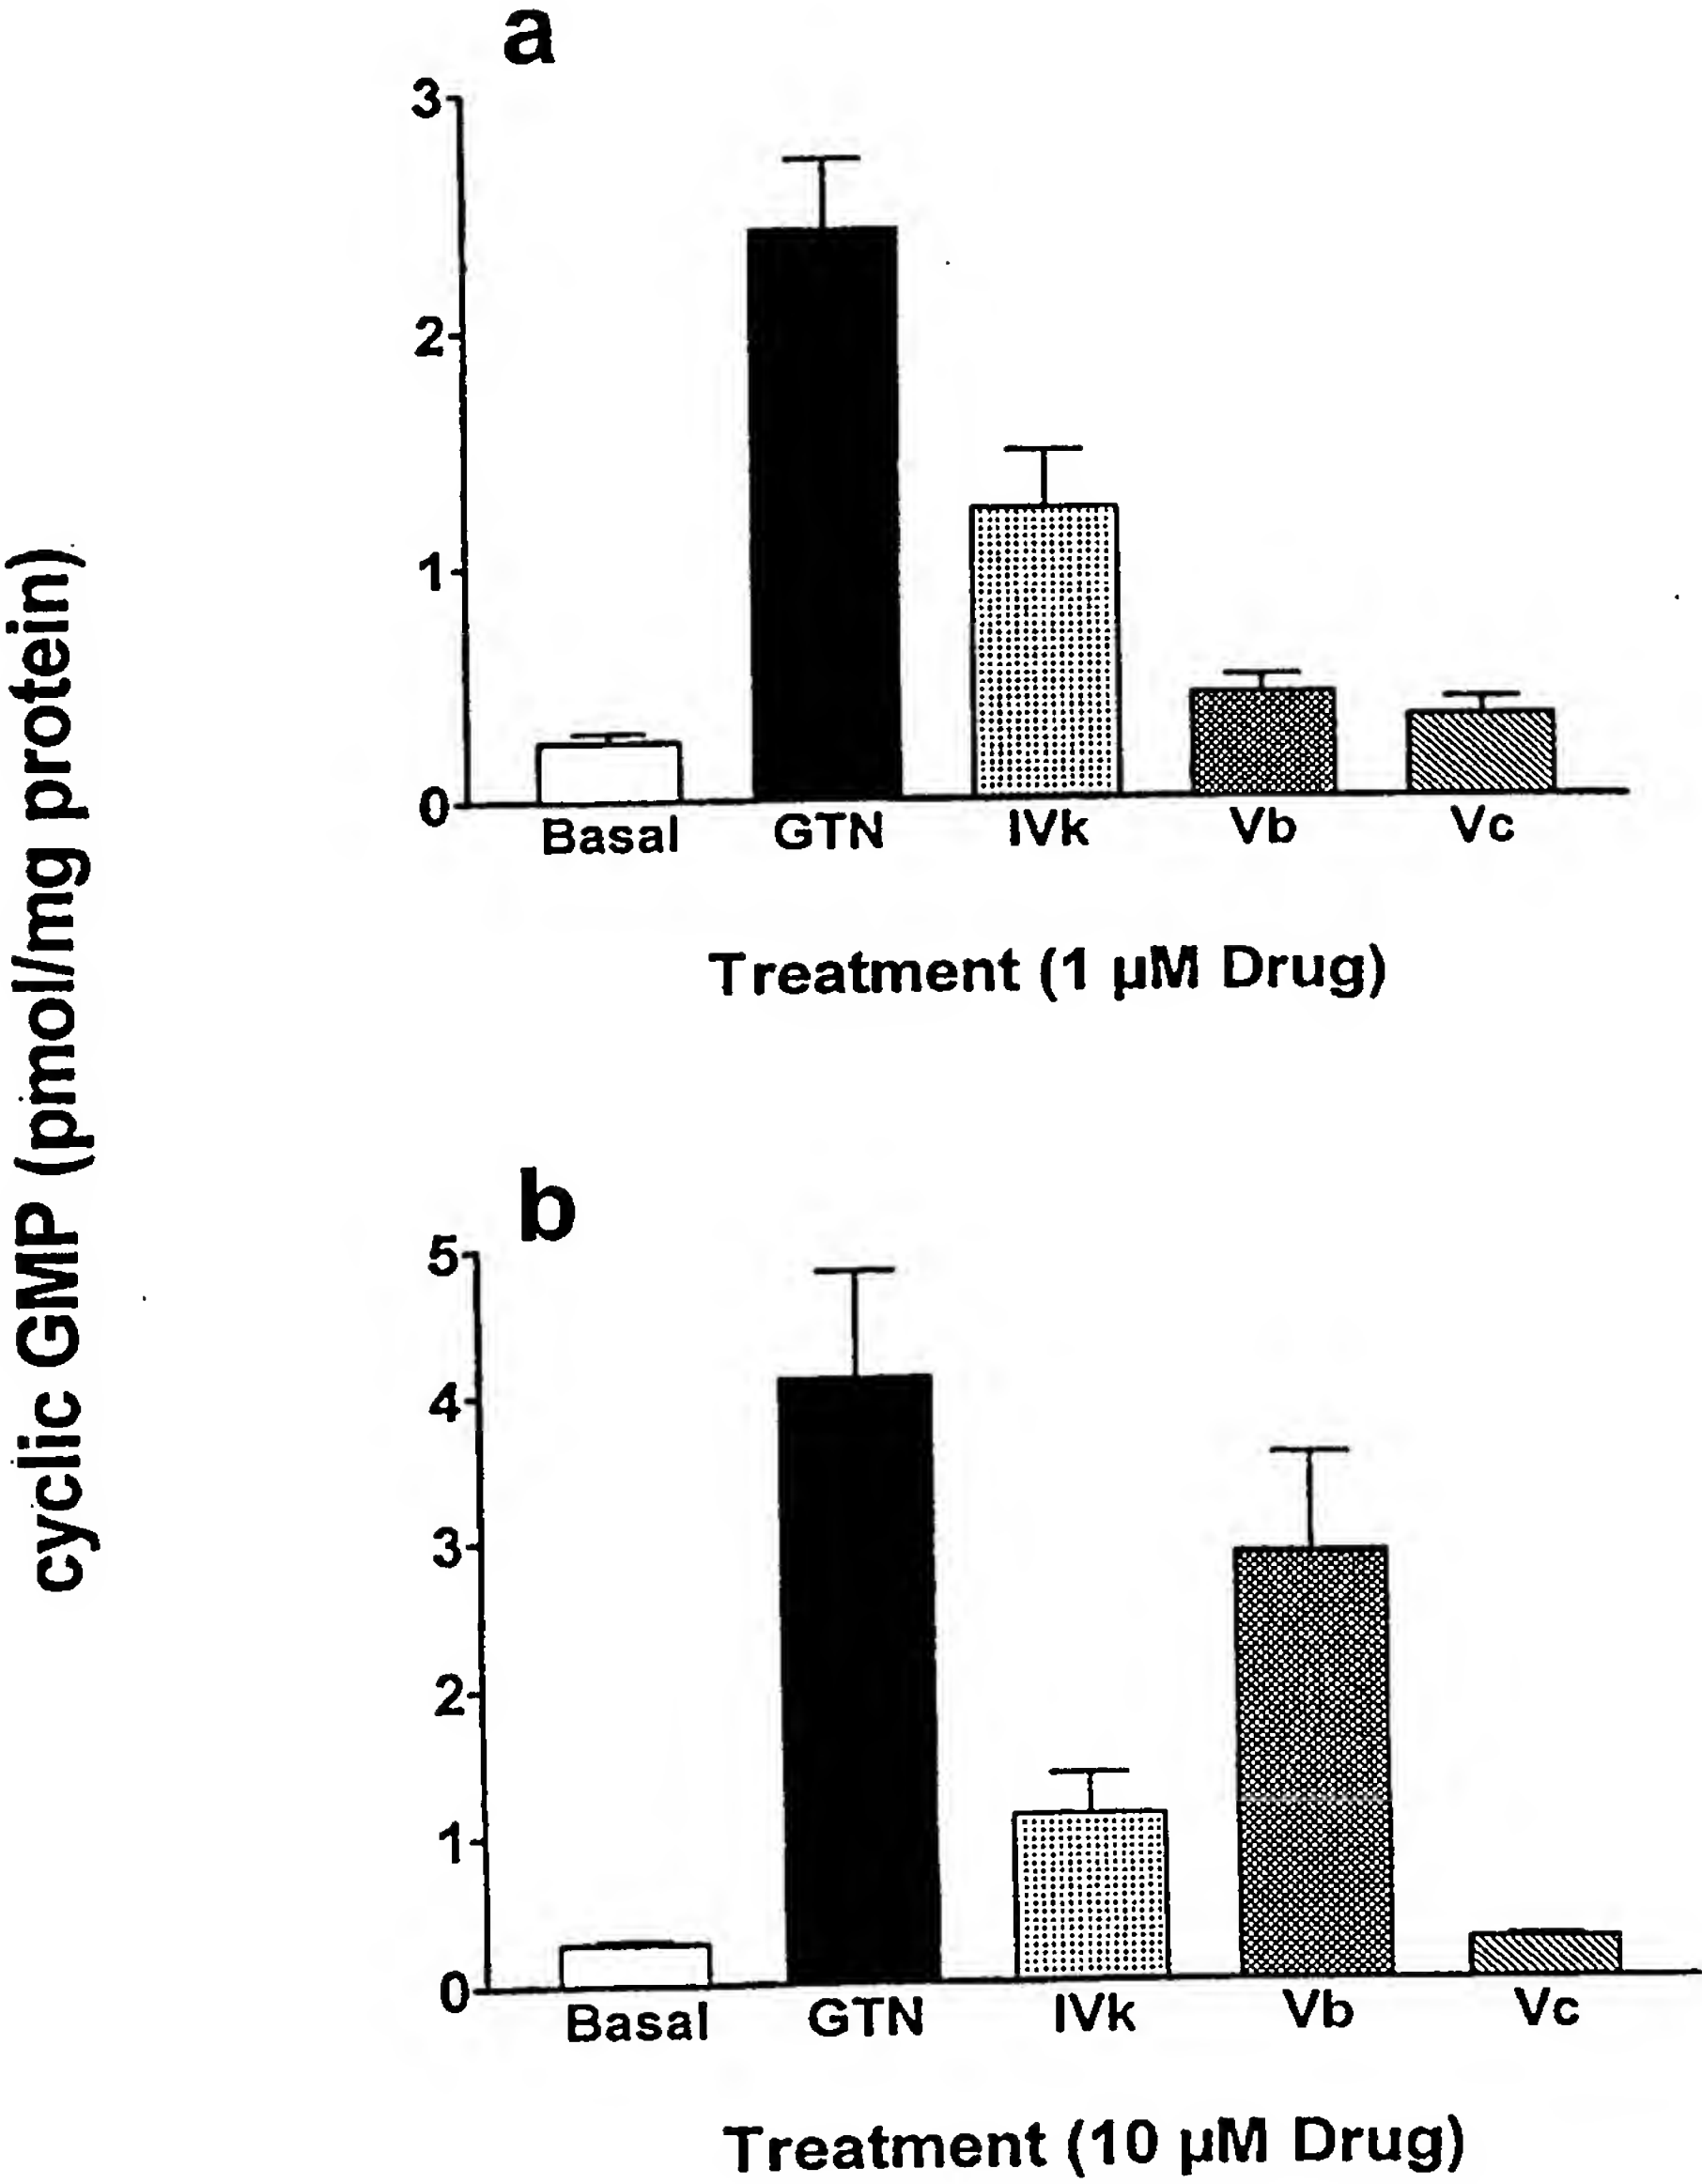 a
3
2
1
0
Basal GTN IVk Vb Vc
Treatment (1 µM Drug)
cyclic GMP (pmol/mg protein)
b
5
4
3
2
1
0
Basal GTN IVk Vb Vc
Treatment (10 µM Drug)